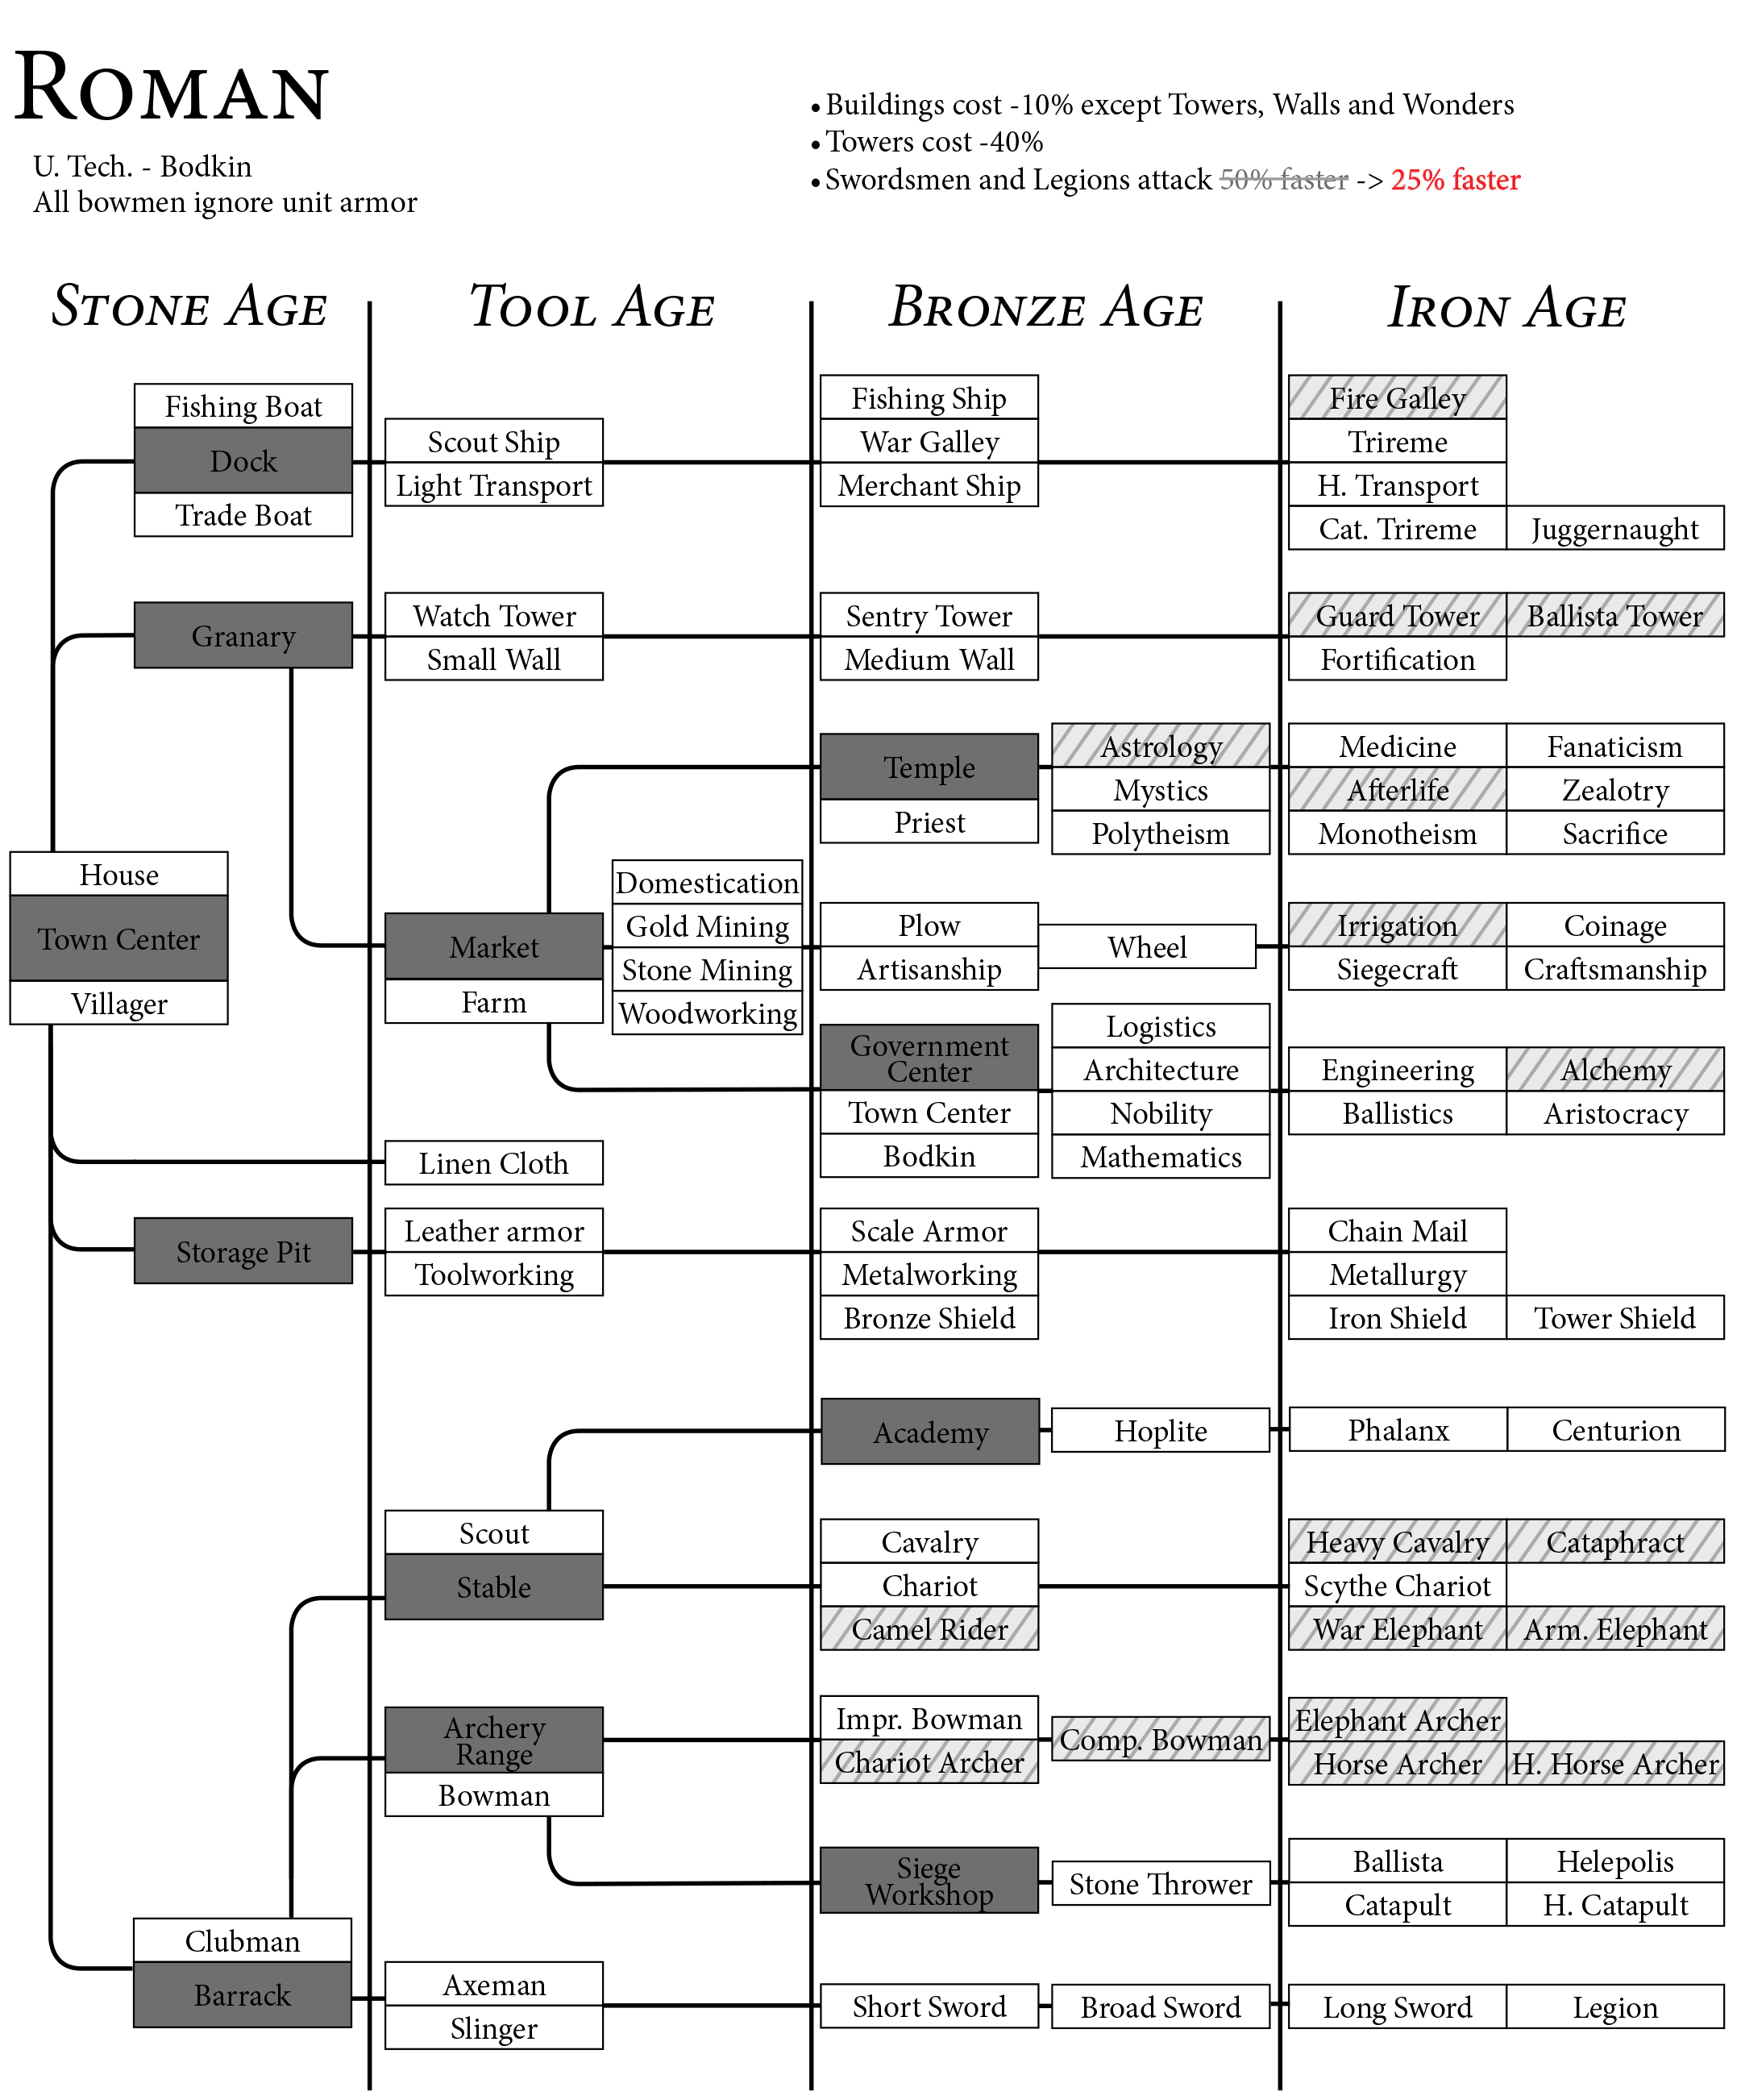 ROMAN
U. Tech. - Bodkin
All bowmen ignore unit armor
• Buildings cost -10% except Towers, Walls and Wonders
• Towers cost -40%
• Swordsmen and Legions attack 50% faster -> 25% faster
STONE AGE
TOOL AGE
BRONZE AGE
IRON AGE
Fishing Boat
Dock
Trade Boat
Scout Ship
Light Transport
Fishing Ship
War Galley
Merchant Ship
Fire Galley
Trireme
H. Transport
Cat. Trireme
Juggernaught
Granary
Watch Tower
Small Wall
Sentry Tower
Medium Wall
Guard Tower
Ballista Tower
Fortification
Temple
Priest
Astrology
Mystics
Polytheism
Medicine
Fanaticism
Afterlife
Zealotry
Monotheism
Sacrifice
House
Town Center
Villager
Market
Farm
Domestication
Gold Mining
Stone Mining
Woodworking
Plow
Artisanship
Wheel
Irrigation
Coinage
Siegecraft
Craftsmanship
Government
Center
Town Center
Bodkin
Logistics
Architecture
Nobility
Mathematics
Engineering
Alchemy
Ballistics
Aristocracy
Linen Cloth
Storage Pit
Leather armor
Toolworking
Scale Armor
Metalworking
Bronze Shield
Chain Mail
Metallurgy
Iron Shield
Tower Shield
Academy
Hoplite
Phalanx
Centurion
Scout
Stable
Cavalry
Chariot
Camel Rider
Heavy Cavalry
Cataphract
Scythe Chariot
War Elephant
Arm. Elephant
Archery
Range
Bowman
Impr. Bowman
Chariot Archer
Comp. Bowman
Elephant Archer
Horse Archer
H. Horse Archer
Siege
Workshop
Stone Thrower
Ballista
Helepolis
Catapult
H. Catapult
Clubman
Barrack
Axeman
Slinger
Short Sword
Broad Sword
Long Sword
Legion